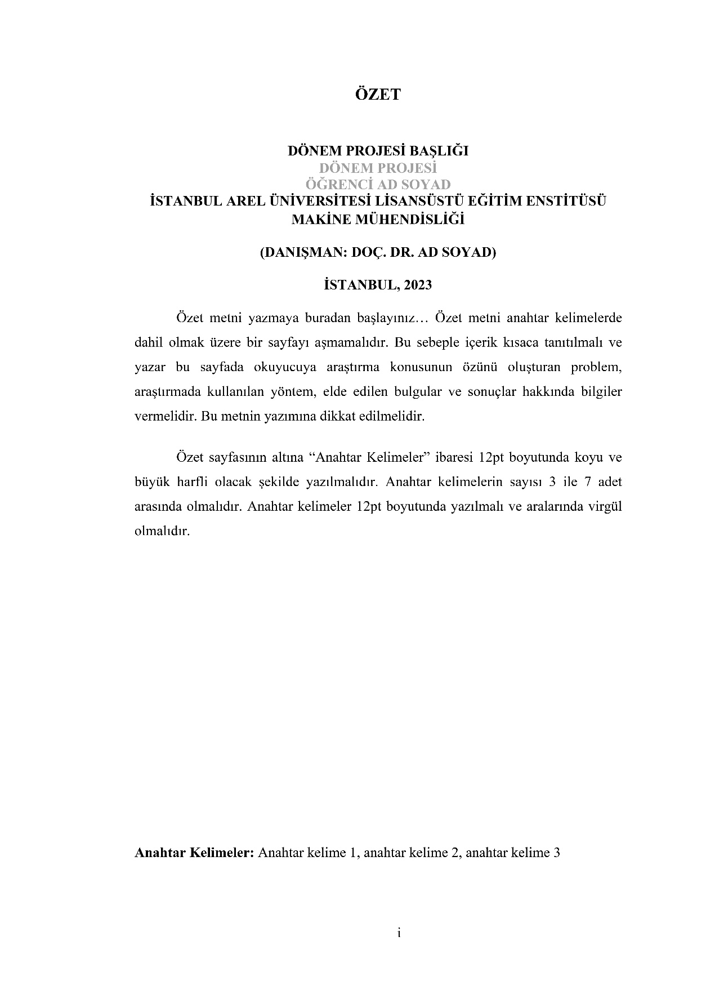 ÖZET
DÖNEM PROJESİ BAŞLIĞI
DÖNEM PROJESİ
ÖĞRENCİ AD SOYAD
İSTANBUL AREL ÜNİVERSİTESİ LİSANSÜSTÜ EĞİTİM ENSTİTÜSÜ
MAKİNE MÜHENDİSLİĞİ
(DANIŞMAN: DOÇ. DR. AD SOYAD)
İSTANBUL, 2023
Özet metni yazmaya buradan başlayınız… Özet metni anahtar kelimelerde
dahil olmak üzere bir sayfayı aşmamalıdır. Bu sebeple içerik kısaca tanıtılmalı ve
yazar bu sayfada okuyucuya araştırma konusunun özünü oluşturan problem,
araştırmada kullanılan yöntem, elde edilen bulgular ve sonuçlar hakkında bilgiler
vermelidir. Bu metnin yazımına dikkat edilmelidir.
Özet sayfasının altına “Anahtar Kelimeler” ibaresi 12pt boyutunda koyu ve
büyük harfli olacak şekilde yazılmalıdır. Anahtar kelimelerin sayısı 3 ile 7 adet
arasında olmalıdır. Anahtar kelimeler 12pt boyutunda yazılmalı ve aralarında virgül
olmalıdır.
Anahtar Kelimeler: Anahtar kelime 1, anahtar kelime 2, anahtar kelime 3
i